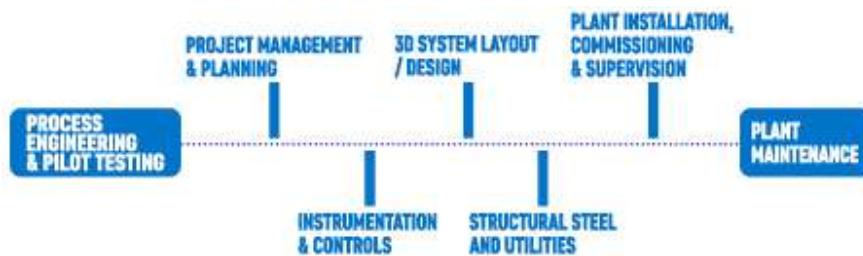 PROJECT MANAGEMENT
& PLANNING
3D SYSTEM LAYOUT
/ DESIGN
PLANT INSTALLATION,
COMMISSIONING
& SUPERVISION
PROCESS
ENGINEERING
& PILOT TESTING
PLANT
MAINTENANCE
INSTRUMENTATION
& CONTROLS
STRUCTURAL STEEL
AND UTILITIES